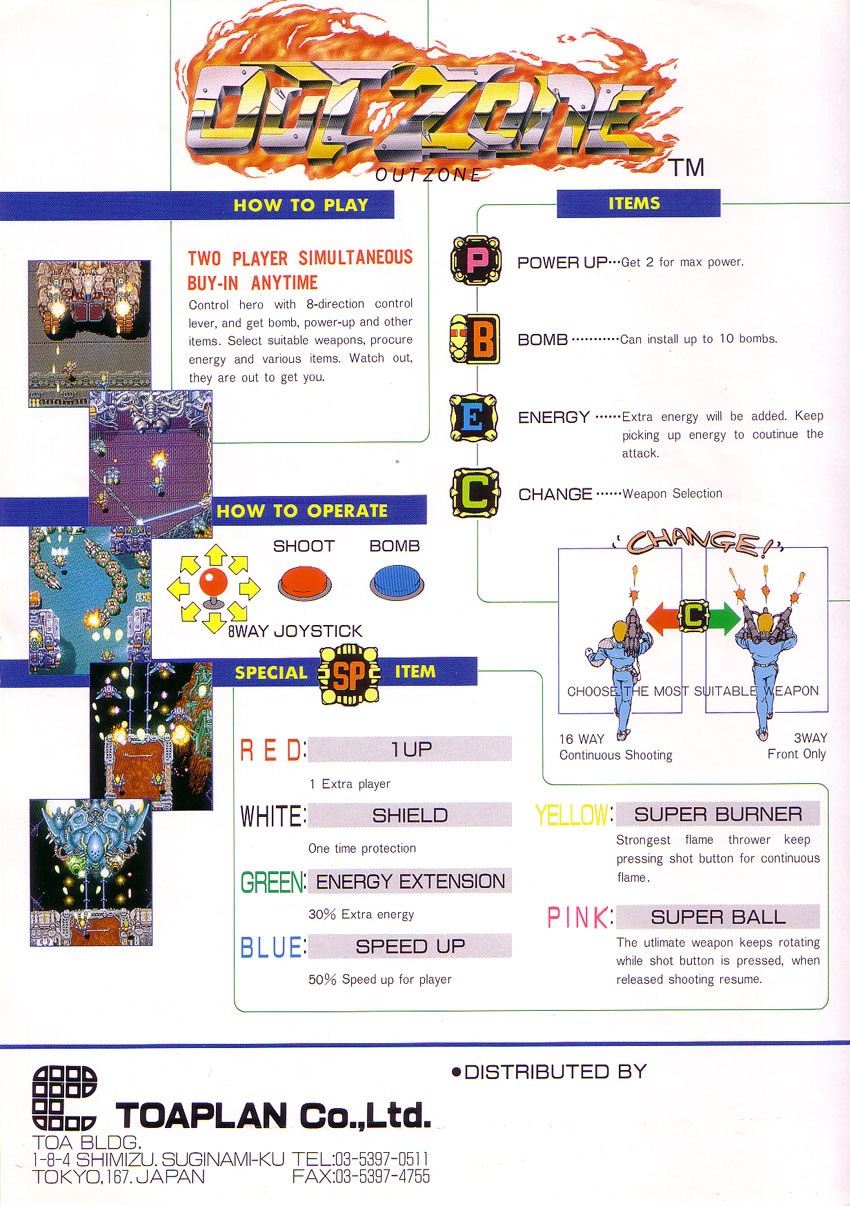 OUT ZONE
OUTZONE
TM
HOW TO PLAY
TWO PLAYER SIMULTANEOUS
BUY-IN ANYTIME
Control hero with 8-direction control
lever, and get bomb, power-up and other
items. Select suitable weapons, procure
energy and various items. Watch out,
they are out to get you.
ITEMS
P
POWER UP···Get 2 for max power.
B
BOMB···········Can install up to 10 bombs.
E
ENERGY······Extra energy will be added. Keep
picking up energy to coutinue the
attack.
C
CHANGE······Weapon Selection
CHANGE!
C
CHOOSE THE MOST SUITABLE WEAPON
16 WAY
Continuous Shooting
3WAY
Front Only
HOW TO OPERATE
SHOOT
BOMB
8WAY JOYSTICK
SPECIAL SP ITEM
RED: 1UP
1 Extra player
WHITE: SHIELD
One time protection
GREEN: ENERGY EXTENSION
30% Extra energy
BLUE: SPEED UP
50% Speed up for player
YELLOW: SUPER BURNER
Strongest flame thrower keep
pressing shot button for continuous
flame.
PINK: SUPER BALL
The utlimate weapon keeps rotating
while shot button is pressed, when
released shooting resume.
●DISTRIBUTED BY
TOAPLAN Co.,Ltd.
TOA BLDG.
1-8-4 SHIMIZU. SUGINAMI-KU TEL:03-5397-0511
TOKYO,167. JAPAN FAX:03-5397-4755